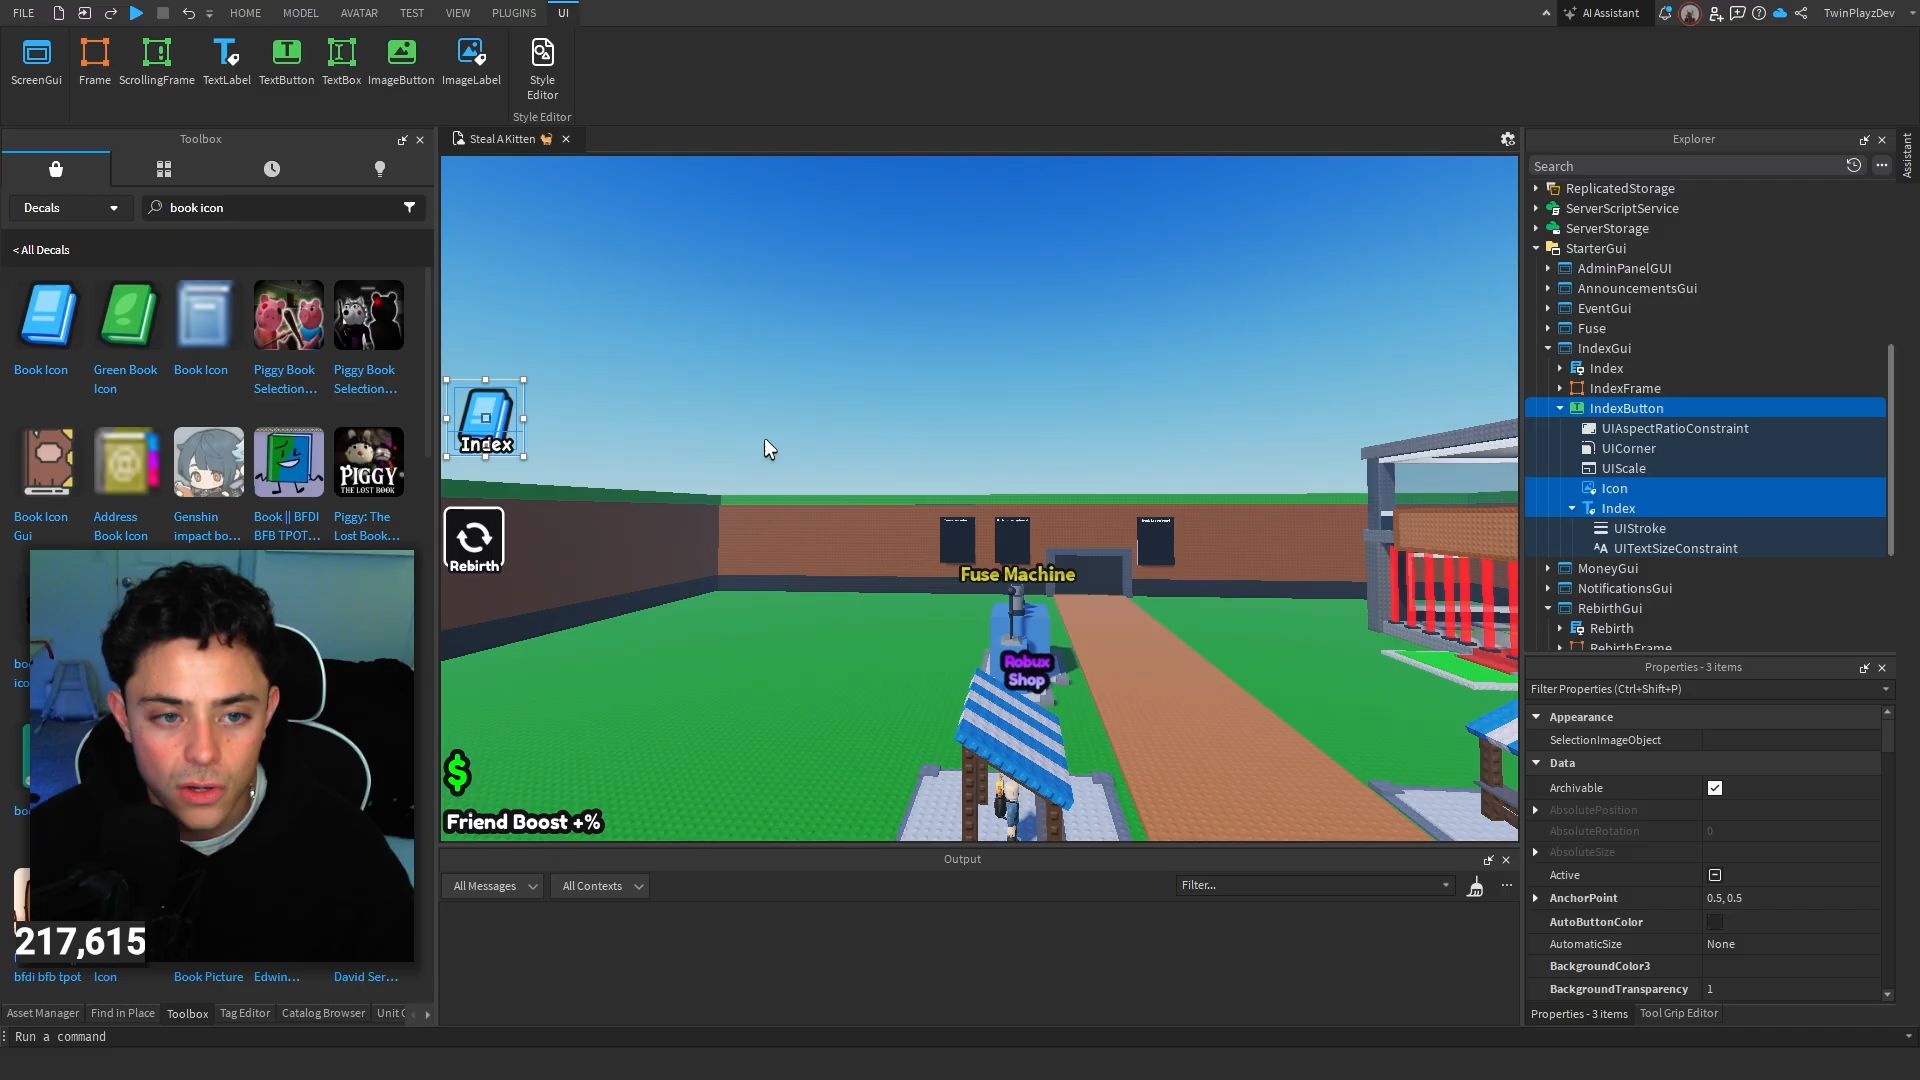 FILE
HOME
MODEL
AVATAR
TEST
VIEW
PLUGINS
UI
AI Assistant
TwinPlayzDev
ScreenGui
Frame
ScrollingFrame
TextLabel
TextButton
TextBox
ImageButton
ImageLabel
Style
Editor
Style Editor
Toolbox
Decals
book icon
< All Decals
Book Icon
Green Book
Icon
Book Icon
Piggy Book
Selection...
Piggy Book
Selection...
Book Icon
Gui
Address
Book Icon
Genshin
impact bo...
Book || BFDI
BFB TPOT...
PIGGY
THE LOST BOOK
Piggy: The
Lost Book...
217,615
bfdi bfb tpot
Icon
Book Picture
Edwin...
David Ser...
Asset Manager
Find in Place
Toolbox
Tag Editor
Catalog Browser
Run a command
Steal A Kitten
Index
Rebirth
Fuse Machine
Robux
Shop
$
Friend Boost +%
Output
All Messages
All Contexts
Filter...
Explorer
Assistant
Search
ReplicatedStorage
ServerScriptService
ServerStorage
StarterGui
AdminPanelGUI
AnnouncementsGui
EventGui
Fuse
IndexGui
Index
IndexFrame
IndexButton
UIAspectRatioConstraint
UICorner
UIScale
Icon
Index
UIStroke
UITextSizeConstraint
MoneyGui
NotificationsGui
RebirthGui
Rebirth
RebirthFrame
Properties - 3 items
Filter Properties (Ctrl+Shift+P)
Appearance
SelectionImageObject
Data
Archivable
AbsolutePosition
AbsoluteRotation 0
AbsoluteSize
Active
AnchorPoint 0.5, 0.5
AutoButtonColor
AutomaticSize None
BackgroundColor3
BackgroundTransparency 1
Properties - 3 items
Tool Grip Editor